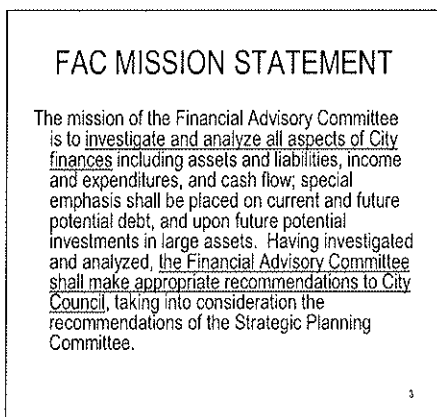 FAC MISSION STATEMENT
The mission of the Financial Advisory Committee
is to investigate and analyze all aspects of City
finances including assets and liabilities, income
and expenditures, and cash flow; special
emphasis shall be placed on current and future
potential debt, and upon future potential
investments in large assets. Having investigated
and analyzed, the Financial Advisory Committee
shall make appropriate recommendations to City
Council, taking into consideration the
recommendations of the Strategic Planning
Committee.
3